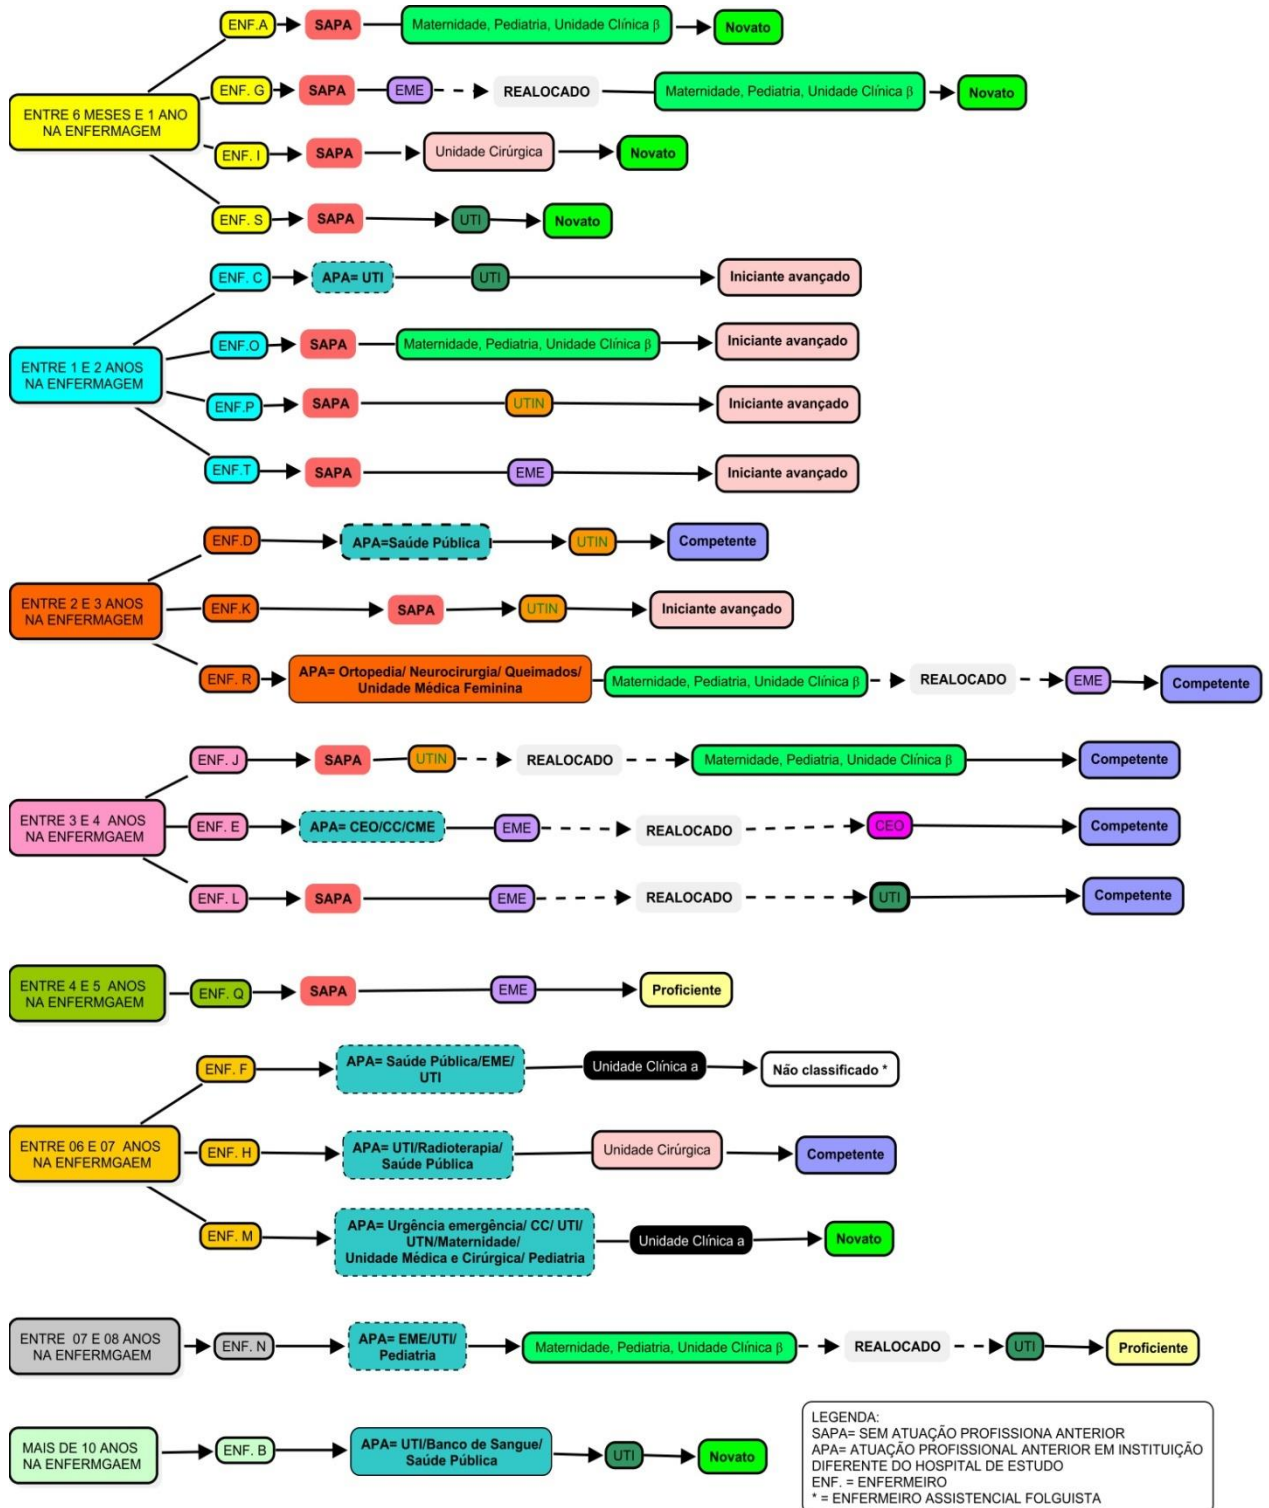 ENF.A
SAPA
Maternidade, Pediatria, Unidade Clínica β
Novato
ENTRE 6 MESES E 1 ANO
NA ENFERMAGEM
ENF. G
SAPA
EME
REALOCADO
Maternidade, Pediatria, Unidade Clínica β
Novato
ENF. I
SAPA
Unidade Cirúrgica
Novato
ENF. S
SAPA
UTI
Novato
ENTRE 1 E 2 ANOS
NA ENFERMAGEM
ENF. C
APA= UTI
UTI
Iniciante avançado
ENF.O
SAPA
Maternidade, Pediatria, Unidade Clínica β
Iniciante avançado
ENF.P
SAPA
UTIN
Iniciante avançado
ENF.T
SAPA
EME
Iniciante avançado
ENTRE 2 E 3 ANOS
NA ENFERMAGEM
ENF.D
APA=Saúde Pública
UTIN
Competente
ENF.K
SAPA
UTIN
Iniciante avançado
ENF. R
APA= Ortopedia/ Neurocirurgia/ Queimados/
Unidade Médica Feminina
Maternidade, Pediatria, Unidade Clínica β
REALOCADO
EME
Competente
ENTRE 3 E 4 ANOS
NA ENFERMGAEM
ENF. J
SAPA
UTIN
REALOCADO
Maternidade, Pediatria, Unidade Clínica β
Competente
ENF. E
APA= CEO/CC/CME
EME
REALOCADO
CEO
Competente
ENF. L
SAPA
EME
REALOCADO
UTI
Competente
ENTRE 4 E 5 ANOS
NA ENFERMGAEM
ENF. Q
SAPA
EME
Proficiente
ENTRE 06 E 07 ANOS
NA ENFERMGAEM
ENF. F
APA= Saúde Pública/EME/
UTI
Unidade Clínica a
Não classificado *
ENF. H
APA= UTI/Radioterapia/
Saúde Pública
Unidade Cirúrgica
Competente
ENF. M
APA= Urgência emergência/ CC/ UTI/
UTN/Maternidade/
Unidade Médica e Cirúrgica/ Pediatria
Unidade Clínica a
Novato
ENTRE 07 E 08 ANOS
NA ENFERMGAEM
ENF. N
APA= EME/UTI/
Pediatria
Maternidade, Pediatria, Unidade Clínica β
REALOCADO
UTI
Proficiente
MAIS DE 10 ANOS
NA ENFERMGAEM
ENF. B
APA= UTI/Banco de Sangue/
Saúde Pública
UTI
Novato
LEGENDA:
SAPA= SEM ATUAÇÃO PROFISSIONA ANTERIOR
APA= ATUAÇÃO PROFISSIONAL ANTERIOR EM INSTITUIÇÃO
DIFERENTE DO HOSPITAL DE ESTUDO
ENF. = ENFERMEIRO
* = ENFERMEIRO ASSISTENCIAL FOLGUISTA